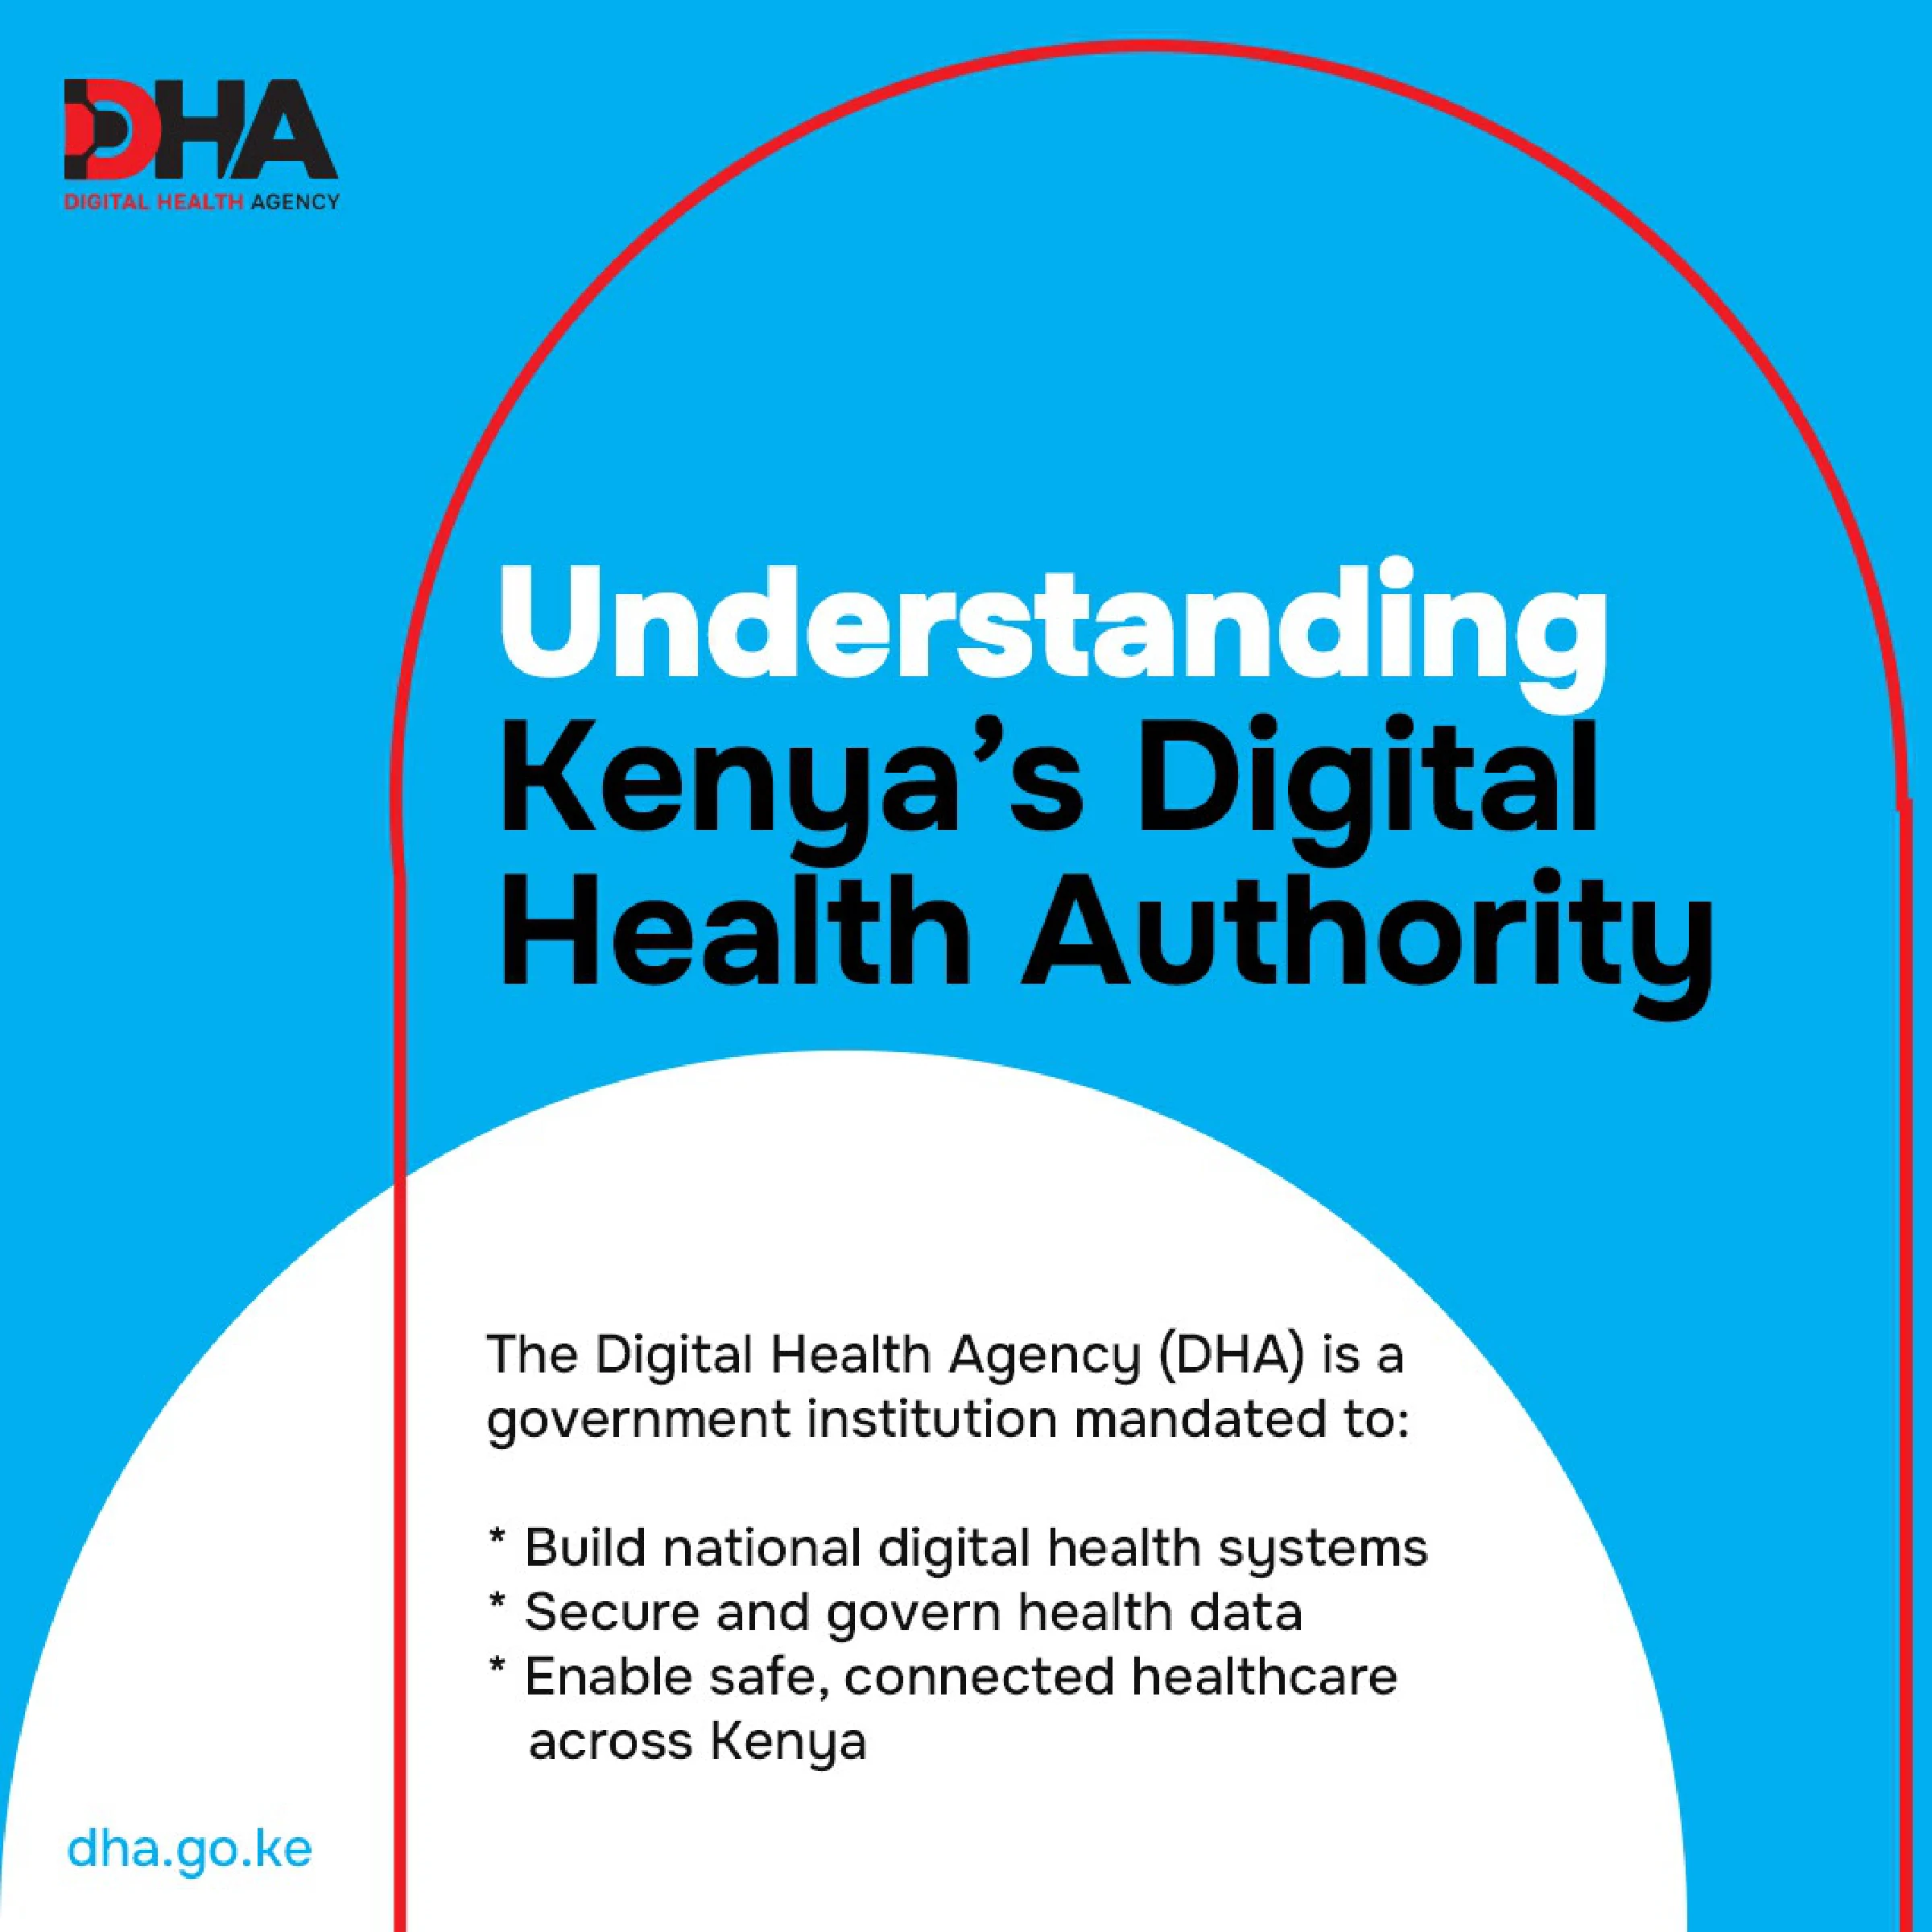 DHA
DIGITAL HEALTH AGENCY
Understanding
Kenya’s Digital
Health Authority
The Digital Health Agency (DHA) is a
government institution mandated to:
* Build national digital health systems
* Secure and govern health data
* Enable safe, connected healthcare
across Kenya
dha.go.ke